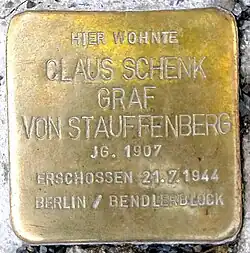 HIER WOHNTE
CLAUS SCHENK
GRAF
VON STAUFFENBERG
JG. 1907
ERSCHOSSEN 21.7.1944
BERLIN / BENDLERBLOCK